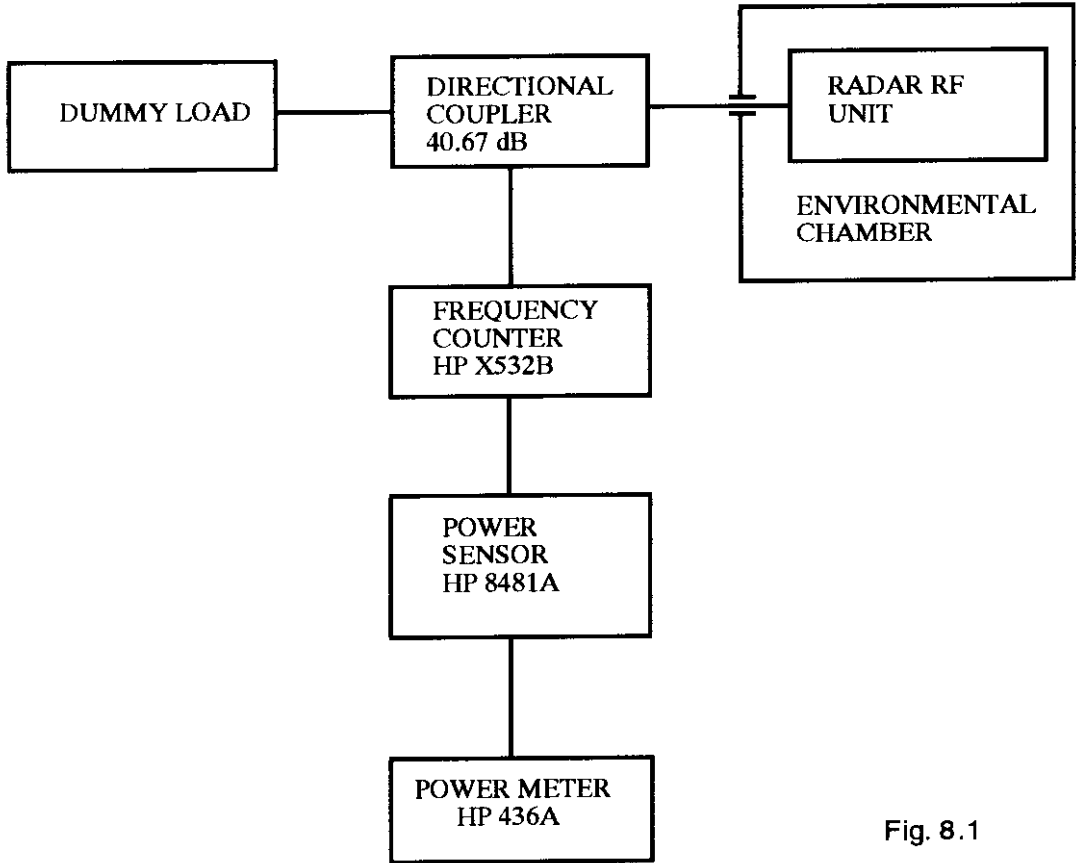 DUMMY LOAD
DIRECTIONAL
COUPLER
40.67 dB
RADAR RF
UNIT
ENVIRONMENTAL
CHAMBER
FREQUENCY
COUNTER
HP X532B
POWER
SENSOR
HP 8481A
POWER METER
HP 436A
Fig. 8.1